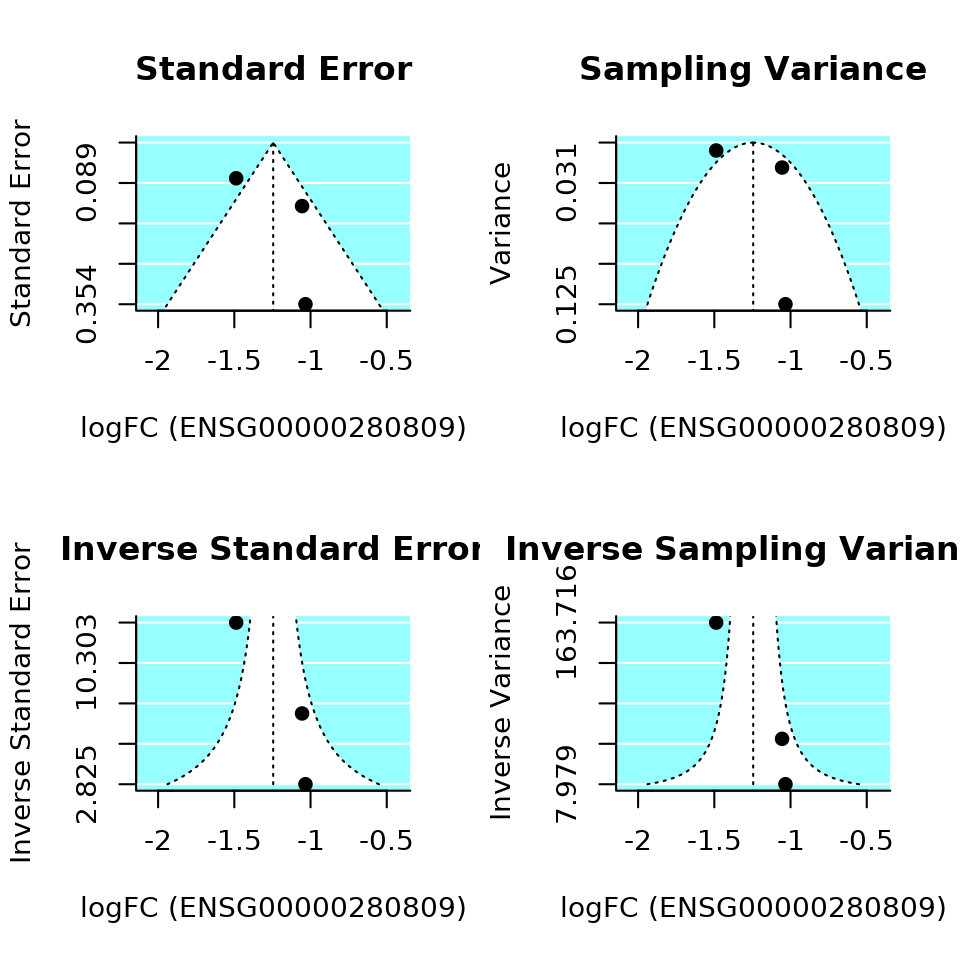 Standard Error
Standard Error
0.089
0.354
-2 -1.5 -1 -0.5
logFC (ENSG00000280809)
Sampling Variance
Variance
0.031
0.125
-2 -1.5 -1 -0.5
logFC (ENSG00000280809)
Inverse Standard Error
Inverse Standard Error
10.303
2.825
-2 -1.5 -1 -0.5
logFC (ENSG00000280809)
Inverse Sampling Varian
Inverse Variance
163.716
7.979
-2 -1.5 -1 -0.5
logFC (ENSG00000280809)